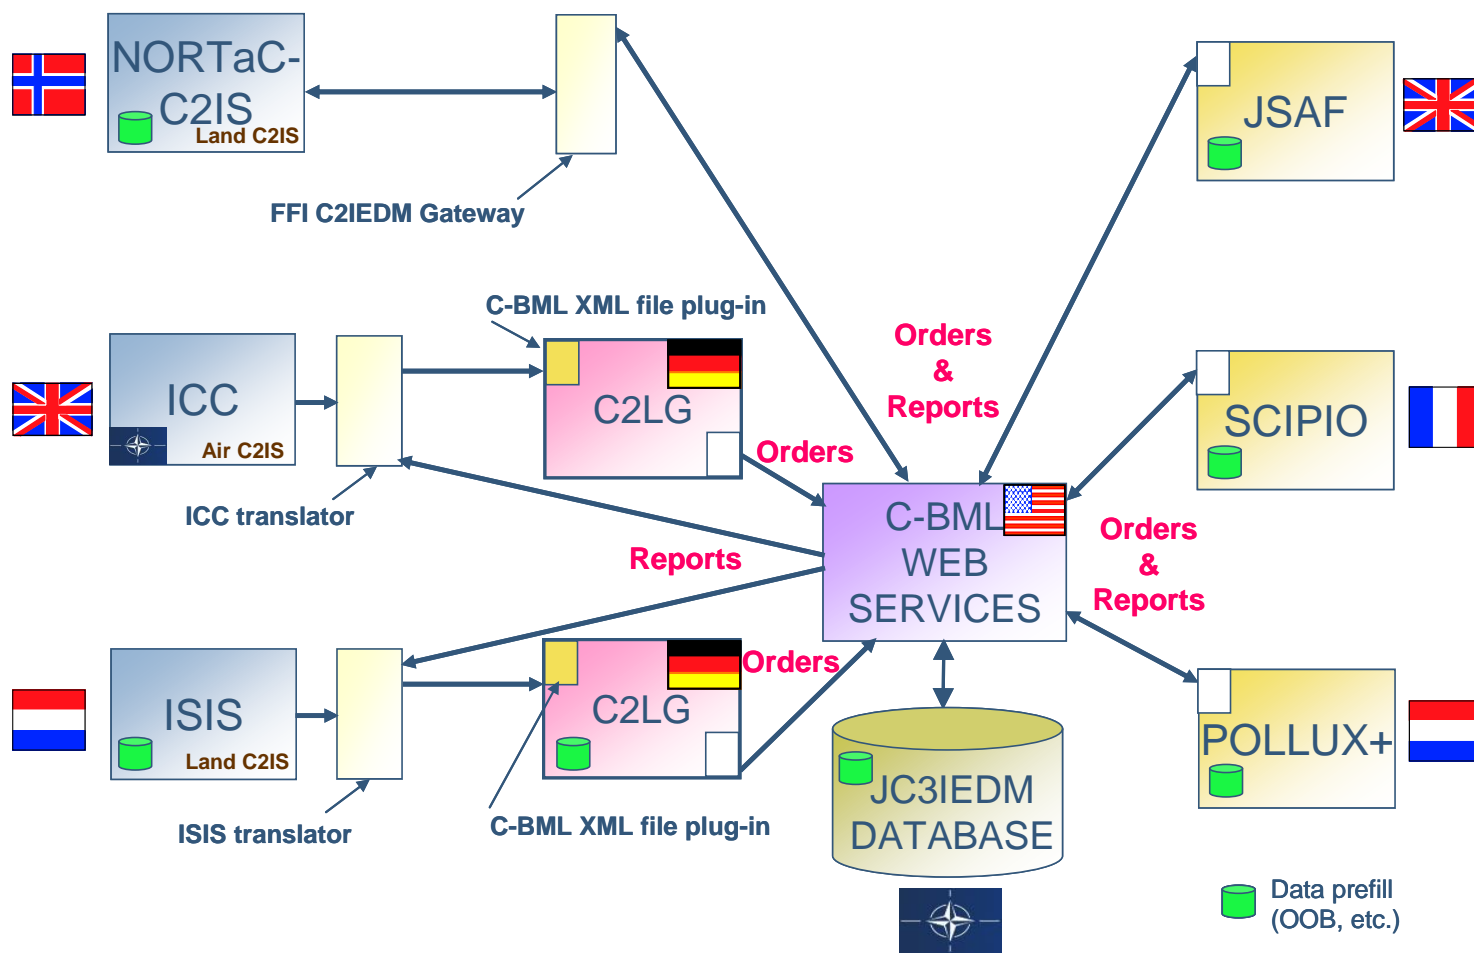 NORTaC-
C2IS
Land C2IS
FFI C2IEDM Gateway
JSAF
C-BML XML file plug-in
ICC
Air C2IS
ICC translator
C2LG
Orders
Orders
&
Reports
SCIPIO
C-BML
WEB
SERVICES
Reports
Orders
&
Reports
ISIS
Land C2IS
ISIS translator
C2LG
Orders
C-BML XML file plug-in
JC3IEDM
DATABASE
POLLUX+
Data prefill
(OOB, etc.)